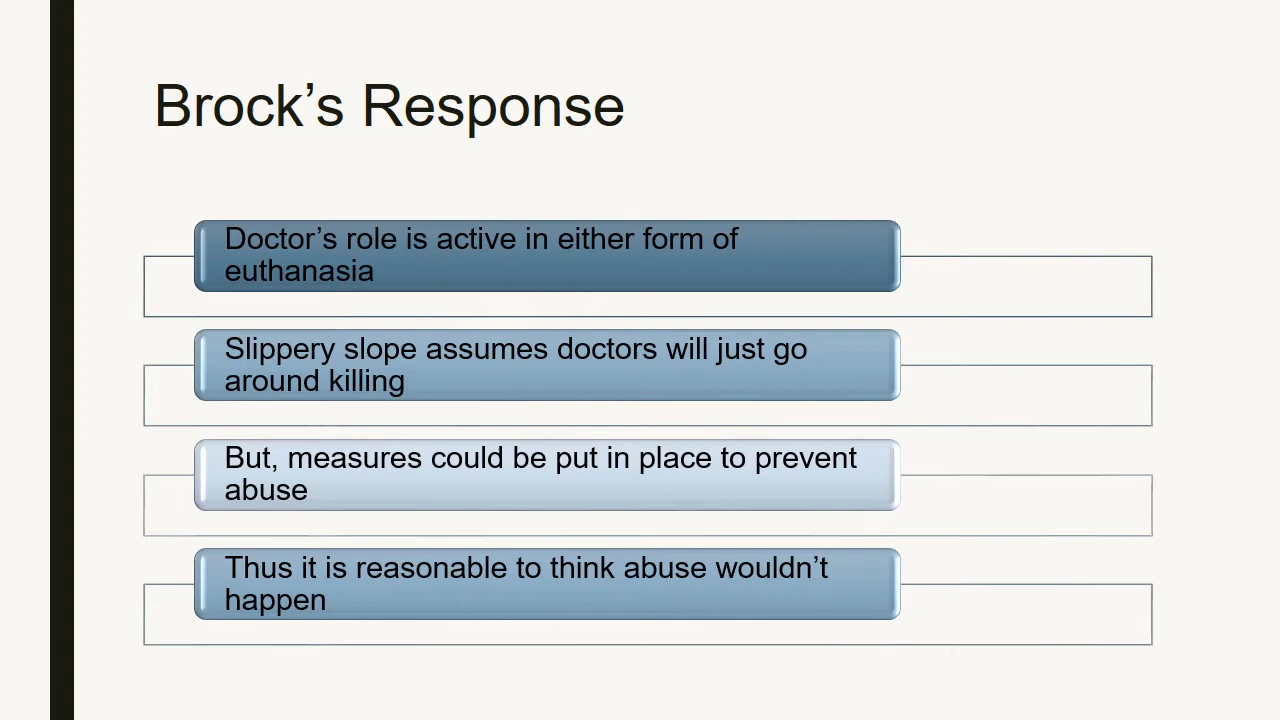 Brock’s Response
Doctor’s role is active in either form of
euthanasia
Slippery slope assumes doctors will just go
around killing
But, measures could be put in place to prevent
abuse
Thus it is reasonable to think abuse wouldn’t
happen